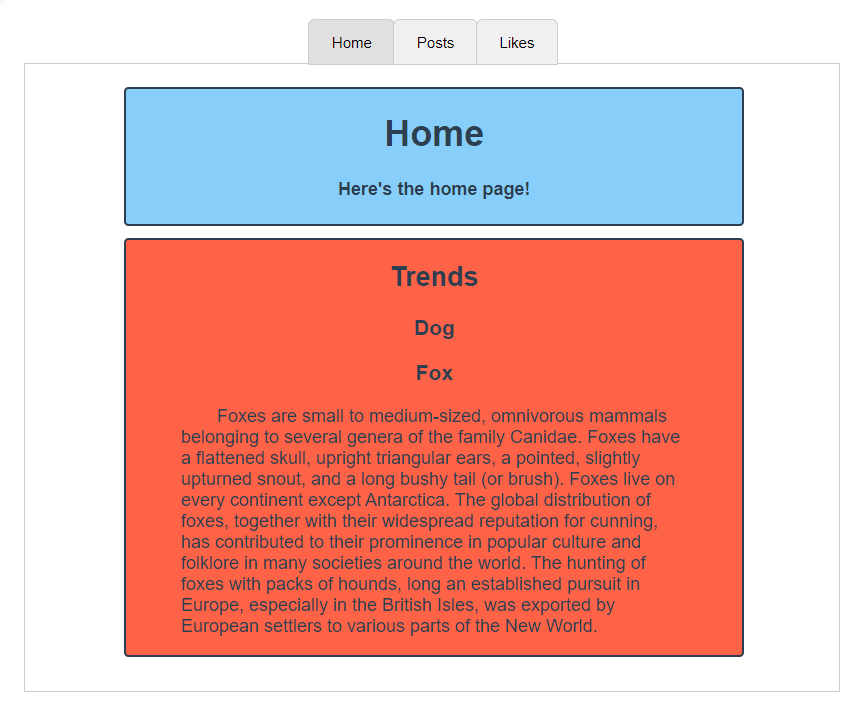 Home
Posts
Likes
Home
Here's the home page!
Trends
Dog
Fox
Foxes are small to medium-sized, omnivorous mammals
belonging to several genera of the family Canidae. Foxes have
a flattened skull, upright triangular ears, a pointed, slightly
upturned snout, and a long bushy tail (or brush). Foxes live on
every continent except Antarctica. The global distribution of
foxes, together with their widespread reputation for cunning,
has contributed to their prominence in popular culture and
folklore in many societies around the world. The hunting of
foxes with packs of hounds, long an established pursuit in
Europe, especially in the British Isles, was exported by
European settlers to various parts of the New World.